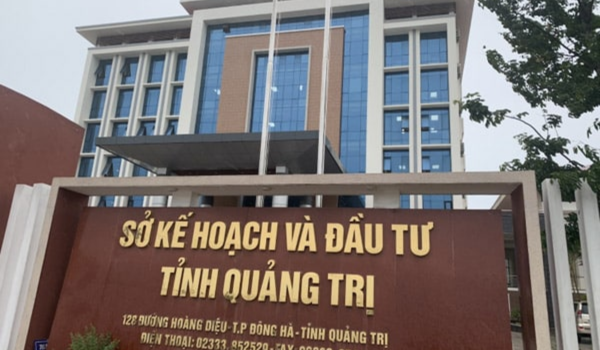 SỞ KẾ HOẠCH VÀ ĐẦU TƯ
TỈNH QUẢNG TRỊ
128 ĐƯỜNG HOÀNG DIỆU-T.P ĐÔNG HÀ-TỈNH QUẢNG TRỊ
ĐIỆN THOẠI: 02333.852529-FAX